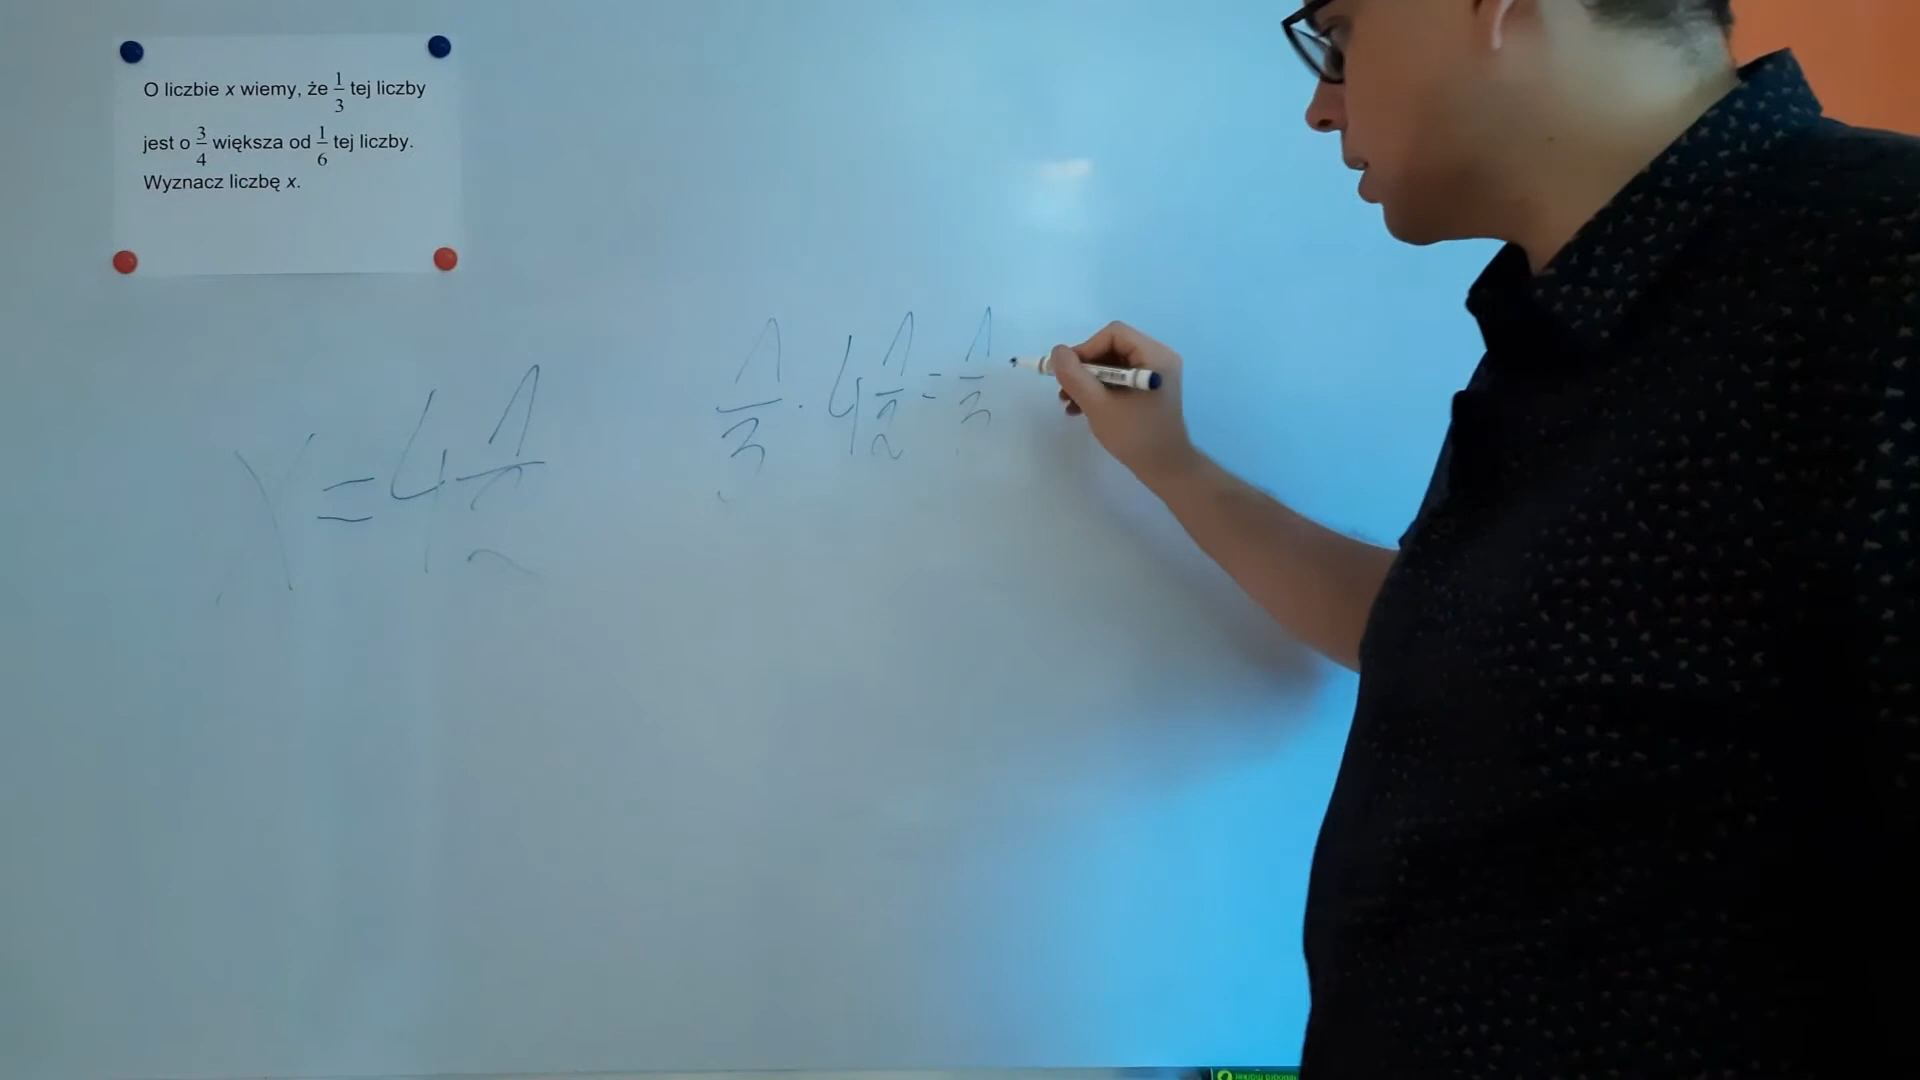 O liczbie x wiemy, że 1/3 tej liczby
jest o 3/4 większa od 1/6 tej liczby.
Wyznacz liczbę x.
x = 4 1/2
1/3 · 4 1/2 = 1/3